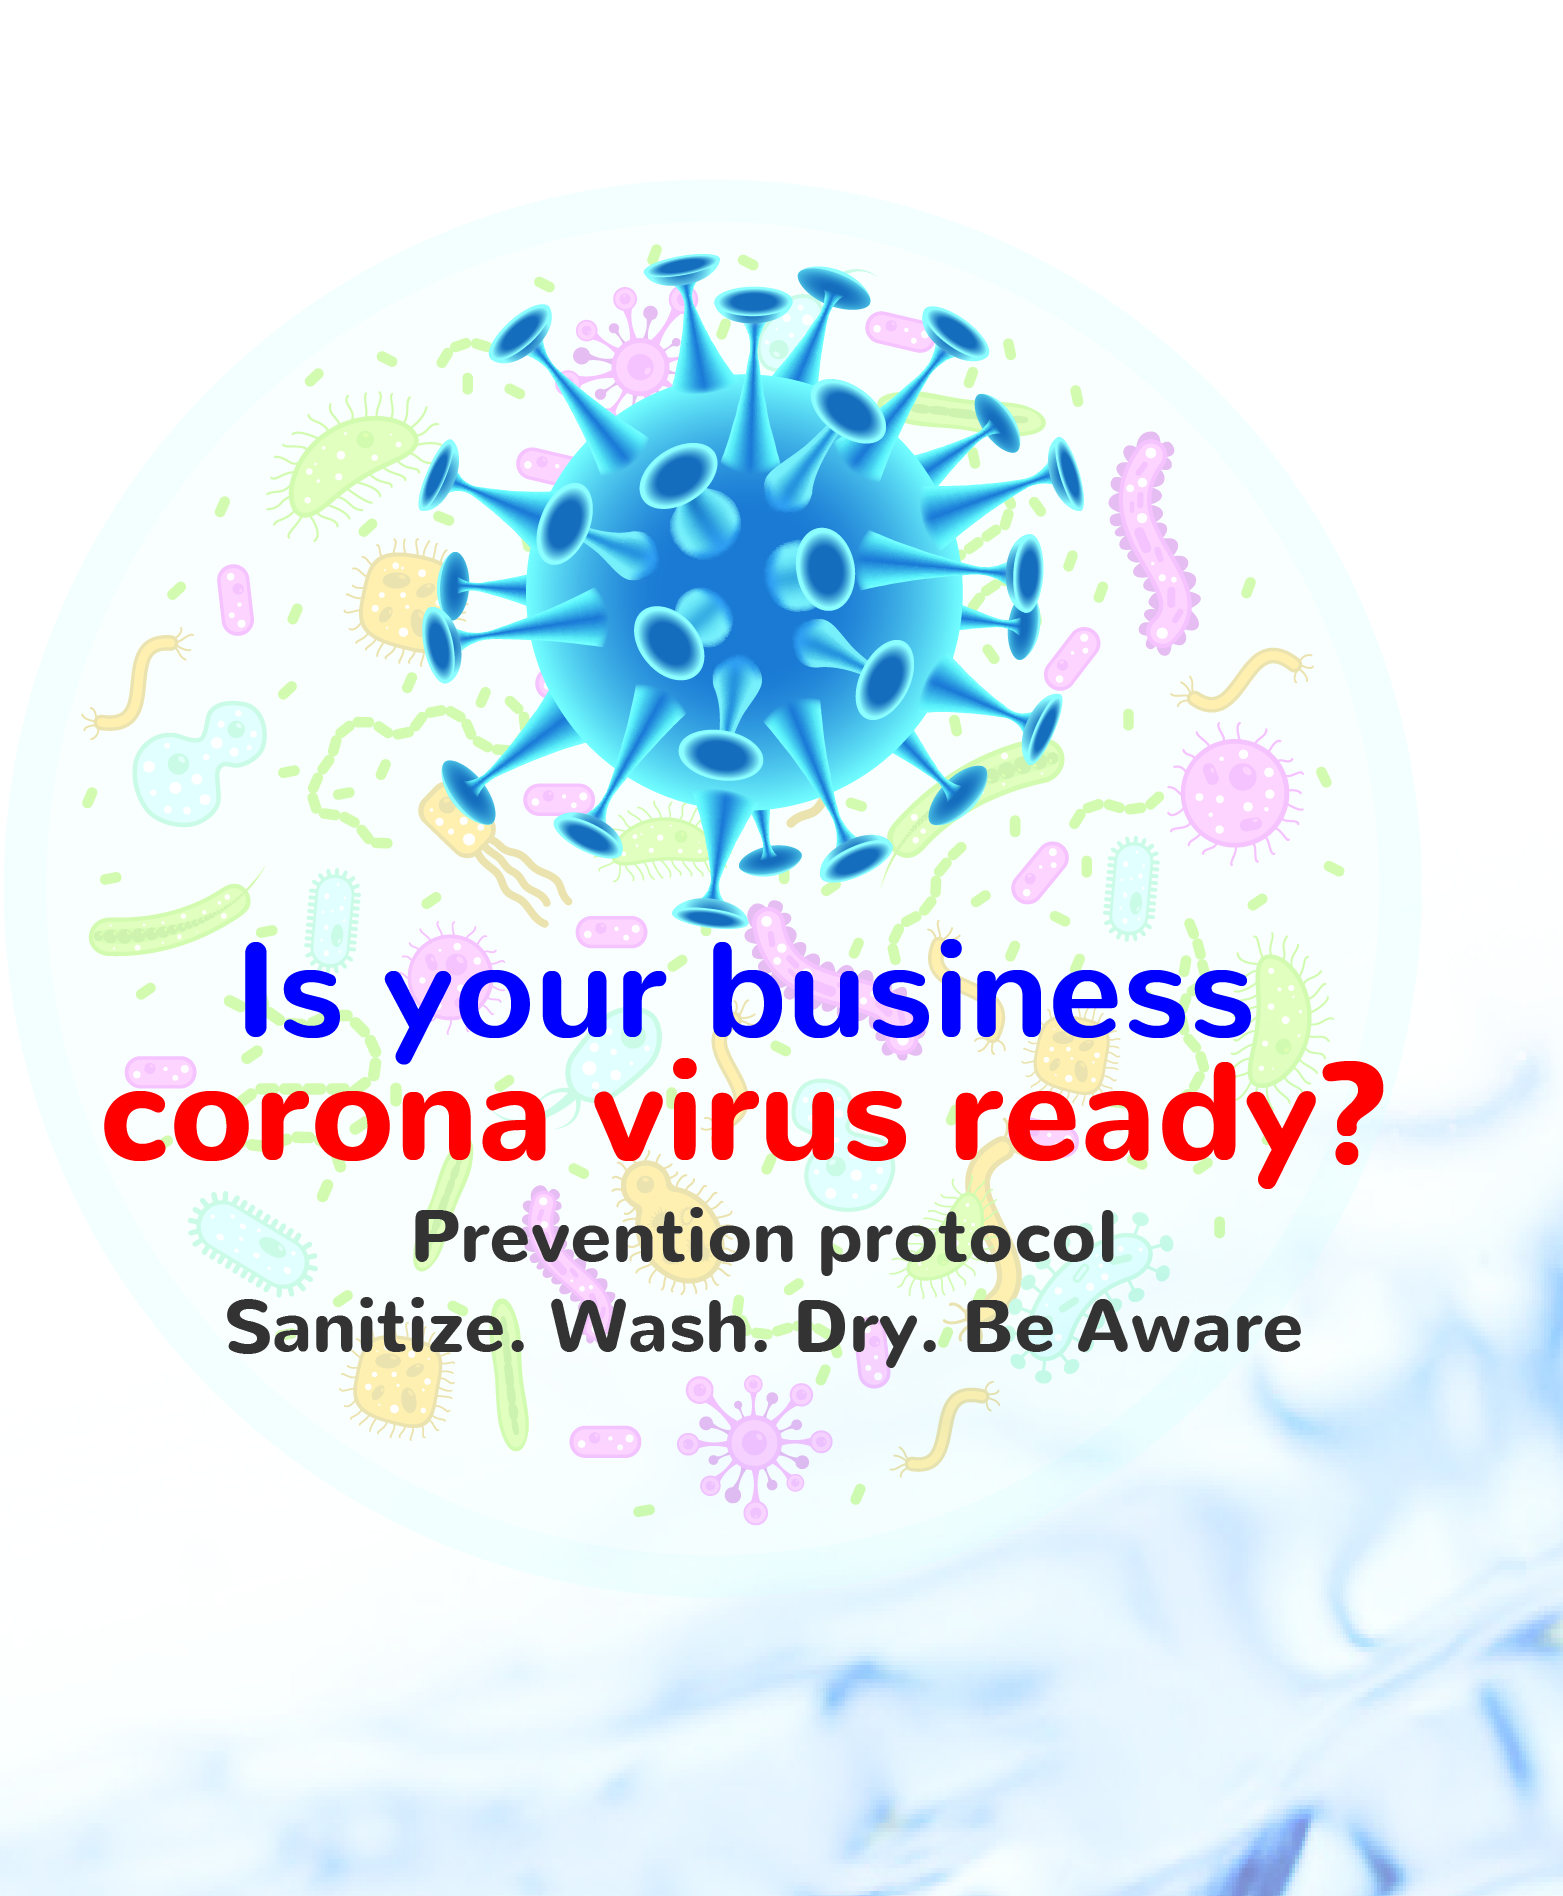 Is your business
corona virus ready?
Prevention protocol
Sanitize. Wash. Dry. Be Aware